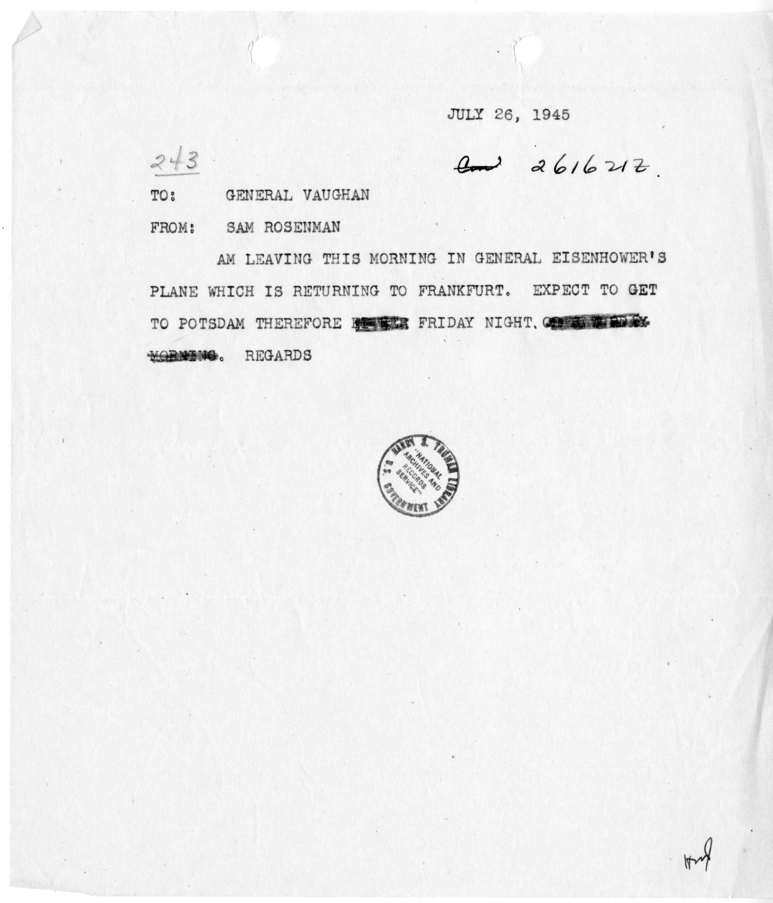 JULY 26, 1945
243
261621Z.
TO: GENERAL VAUGHAN
FROM: SAM ROSENMAN
AM LEAVING THIS MORNING IN GENERAL EISENHOWER'S
PLANE WHICH IS RETURNING TO FRANKFURT. EXPECT TO GET
TO POTSDAM THEREFORE FRIDAY NIGHT.
MORNING. REGARDS
HARRY S. TRUMAN LIBRARY
"NATIONAL
ARCHIVES AND
RECORDS
SERVICE"
U.S. GOVERNMENT